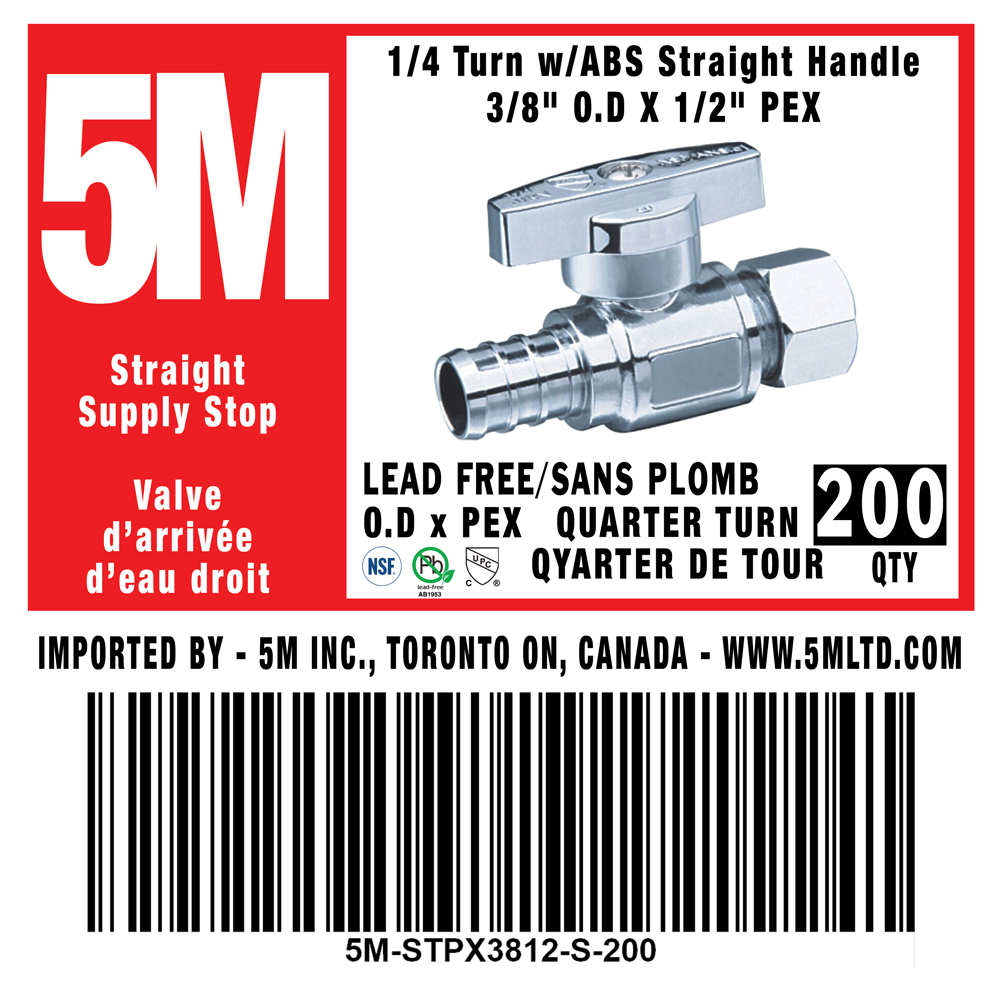 5M
Straight
Supply Stop
Valve
d'arrivée
d'eau droit
1/4 Turn w/ABS Straight Handle
3/8" O.D X 1/2" PEX
LEAD FREE/SANS PLOMB
O.D x PEX QUARTER TURN
QYARTER DE TOUR
200
QTY
NSF
Pb
lead-free
AB1953
UPC
C ®
IMPORTED BY - 5M INC., TORONTO ON, CANADA - WWW.5MLTD.COM
5M-STPX3812-S-200